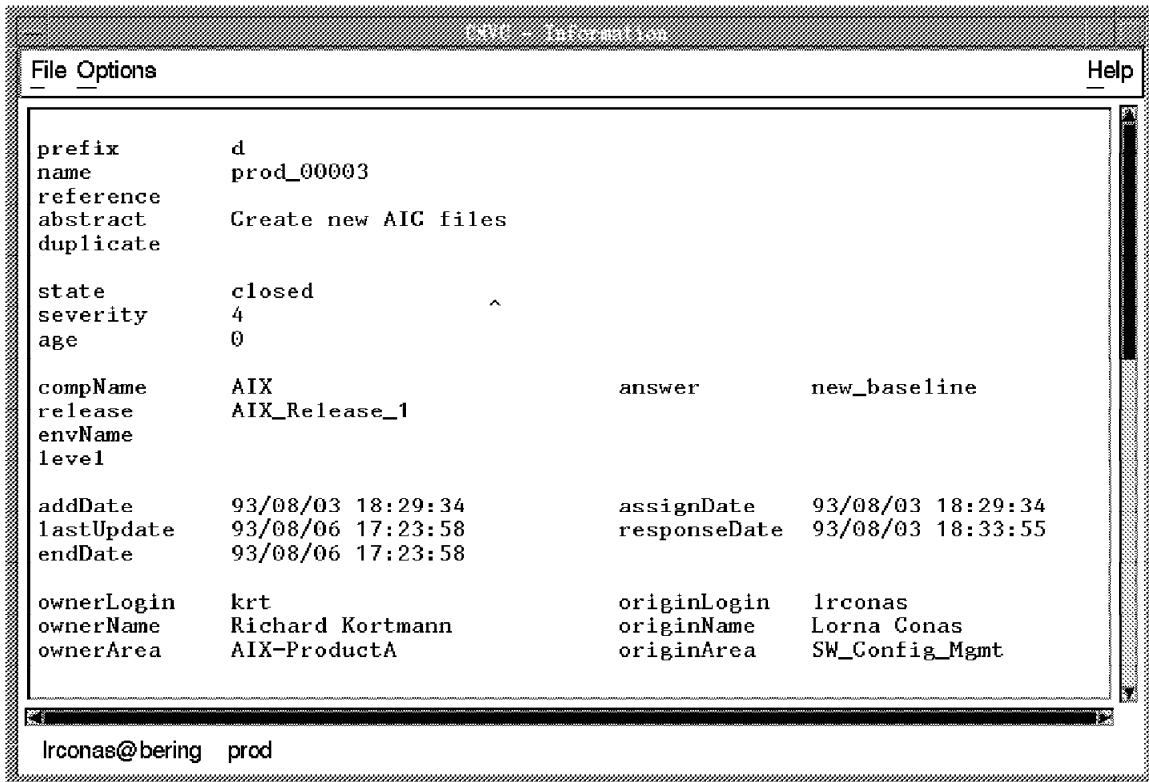 CMVC - Information
File Options Help
prefix d
name prod_00003
reference
abstract Create new AIC files
duplicate
state closed
severity 4
age 0
compName AIX answer new_baseline
release AIX_Release_1
envName
level
addDate 93/08/03 18:29:34 assignDate 93/08/03 18:29:34
lastUpdate 93/08/06 17:23:58 responseDate 93/08/03 18:33:55
endDate 93/08/06 17:23:58
ownerLogin krt originLogin lrconas
ownerName Richard Kortmann originName Lorna Conas
ownerArea AIX-ProductA originArea SW_Config_Mgmt
lrconas@bering prod